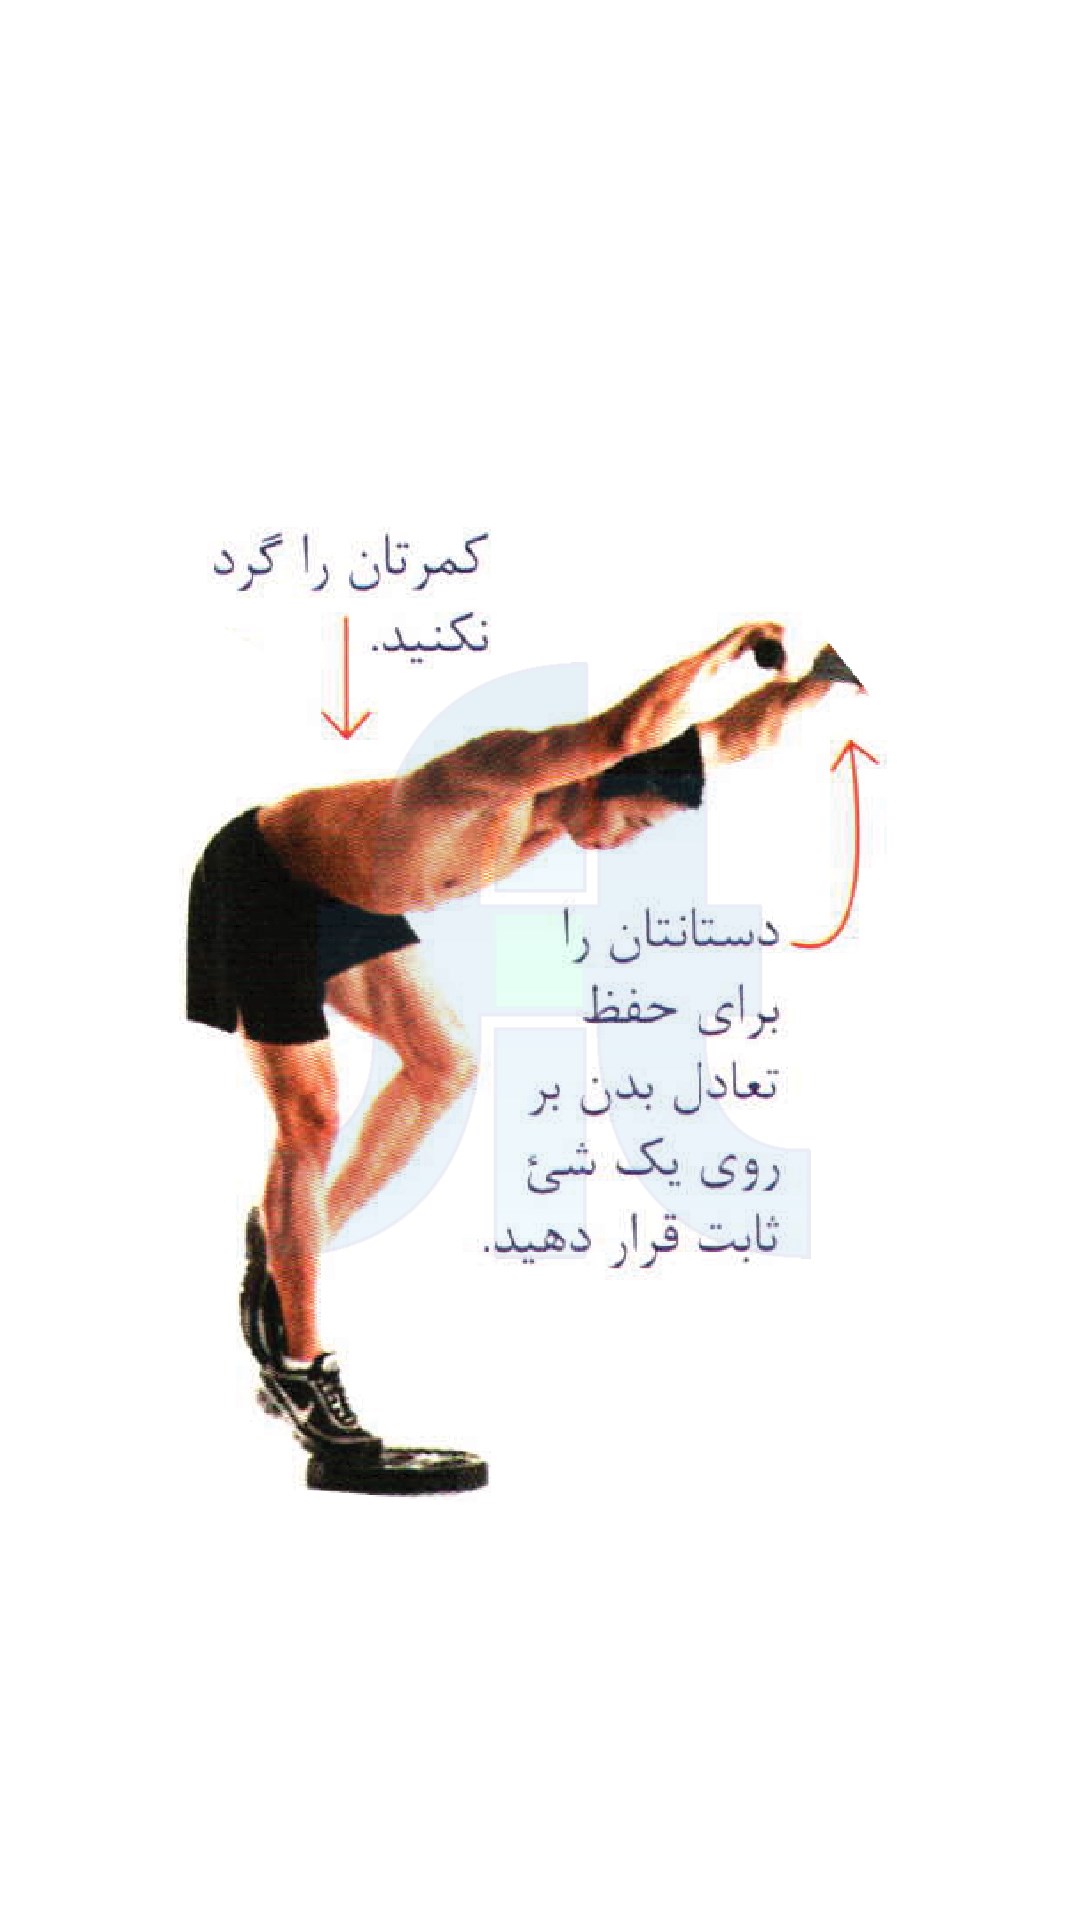 کمرتان را گرد
نکنید.
دستانتان را
برای حفظ
تعادل بدن بر
روی یک شئ
ثابت قرار دهید.